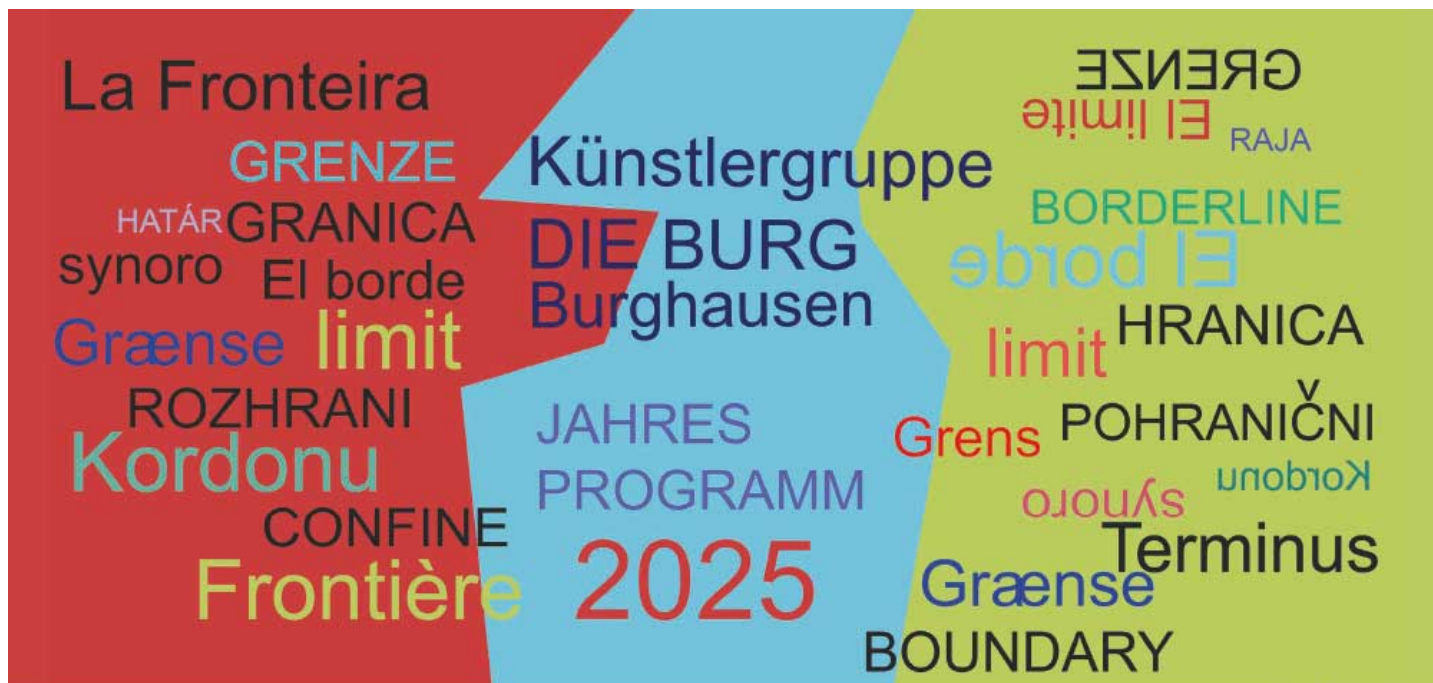 La Fronteira
GRENZE
HATÁR GRANICA
synoro
El borde
Grænse limit
ROZHRANI
Kordonu
CONFINE
Frontière
Künstlergruppe
DIE BURG
Burghausen
JAHRES
PROGRAMM
2025
GRENZE
El limite
RAJA
BORDERLINE
El borde
HRANICA
limit
POHRANIČNI
Grens
Kordonu
synoro
Terminus
Grænse
BOUNDARY